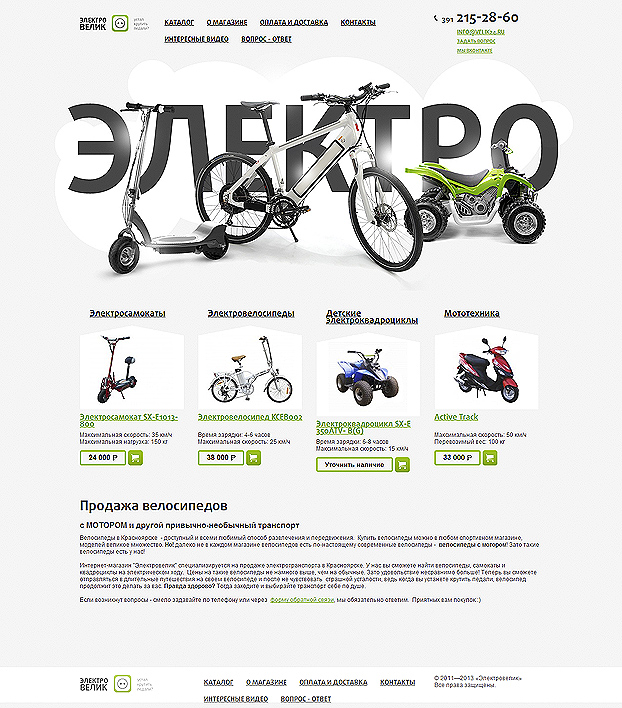 ЭЛЕКТРО
ВЕЛИК
устал
крутить
педали?
КАТАЛОГ О МАГАЗИНЕ ОПЛАТА И ДОСТАВКА КОНТАКТЫ
ИНТЕРЕСНЫЕ ВИДЕО ВОПРОС - ОТВЕТ
391 215-28-60
INFO@VELIK24.RU
ЗАДАТЬ ВОПРОС
МЫ ВКОНТАКТЕ
ЭЛЕКТРО
Электросамокаты Электровелосипеды Детские электроквадроциклы Мототехника
Электросамокат SX-E1013-
800
Максимальная скорость: 35 км/ч
Максимальная нагрузка: 150 кг
24 000 Р
Электровелосипед КСЕВ002
Время зарядки: 4-6 часов
Максимальная скорость: 25 км/ч
38 000 Р
Электроквадроцикл SX-E
350ATV- B(G)
Время зарядки: 6-8 часов
Максимальная скорость: 15 км/ч
Уточнить наличие
Active Track
Максимальная скорость: 50 км/ч
Перевозимый вес: 100 кг
33 000 Р
Продажа велосипедов
с МОТОРОМ и другой привычно-необычный транспорт
Велосипеды в Красноярске - доступный и всеми любимый способ развлечения и передвижения. Купить велосипеды можно в любом спортивном магазине,
моделей великое множество. Но! далеко не в каждом магазине велосипедов есть по-настоящему современные велосипеды - велосипеды с мотором! Зато такие
велосипеды есть у нас!
Интернет-магазин "Электровелик" специализируется на продаже электротранспорта в Красноярске. У нас вы сможете найти велосипеды, самокаты и
квадроциклы на электрическом ходу. Цены на такие велосипеды не намного выше, чем на обычные. Зато удовольствие несравнимо больше! Теперь вы сможете
отправляться в длительные путешествия на своем велосипеде и после не чувствовать страшной усталости, ведь когда вы устанете крутить педали, велосипед
продолжит это делать за вас. Правда здорово? Тогда заходите и выбирайте транспорт себе по душе.
Если возникнут вопросы - смело задавайте по телефону или через форму обратной связи, мы обязательно ответим. Приятных вам покупок:)
ЭЛЕКТРО
ВЕЛИК
устал
крутить
педали?
КАТАЛОГ О МАГАЗИНЕ ОПЛАТА И ДОСТАВКА КОНТАКТЫ
ИНТЕРЕСНЫЕ ВИДЕО ВОПРОС - ОТВЕТ
© 2011—2013 «Электровелик»
Все права защищены.